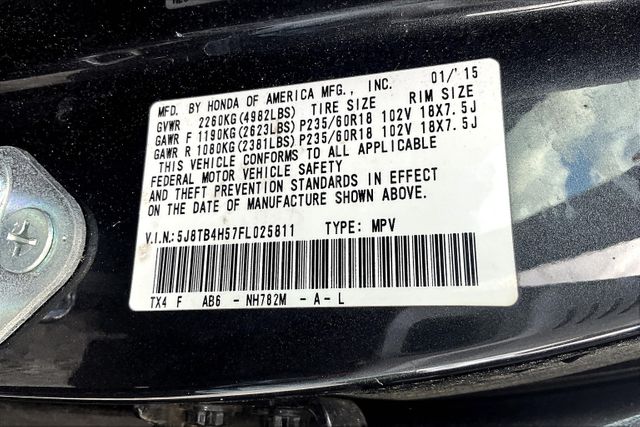 MFD. BY HONDA OF AMERICA MFG., INC. 01/'15
GVWR 2260KG(4982LBS) TIRE SIZE RIM SIZE
GAWR F 1190KG(2623LBS) P235/60R18 102V 18X7.5J
GAWR R 1080KG(2381LBS) P235/60R18 102V 18X7.5J
THIS VEHICLE CONFORMS TO ALL APPLICABLE
FEDERAL MOTOR VEHICLE SAFETY
AND THEFT PREVENTION STANDARDS IN EFFECT
ON THE DATE OF MANUFACTURE SHOWN ABOVE.
V.I.N.:5J8TB4H57FL025811 TYPE: MPV
TX4 F AB6 - NH782M - A - L